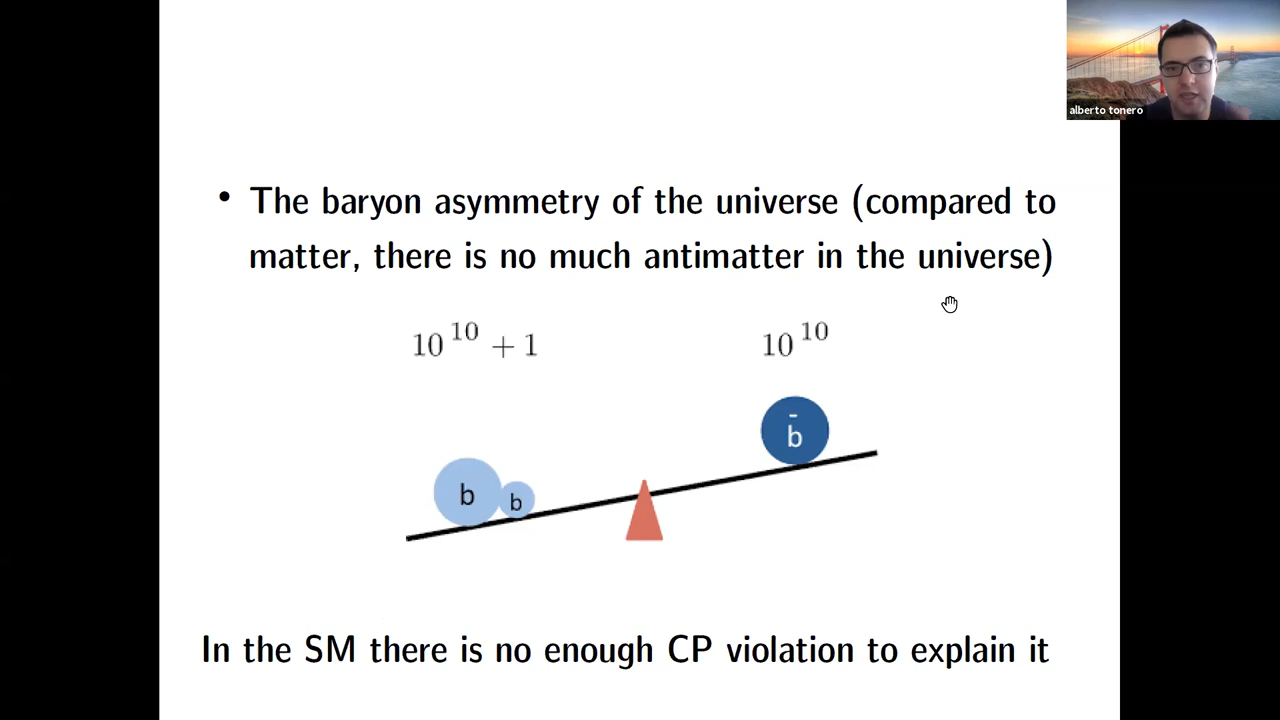 alberto tonero
• The baryon asymmetry of the universe (compared to
matter, there is no much antimatter in the universe)
10^10 + 1
10^10
b̄
b
b
In the SM there is no enough CP violation to explain it